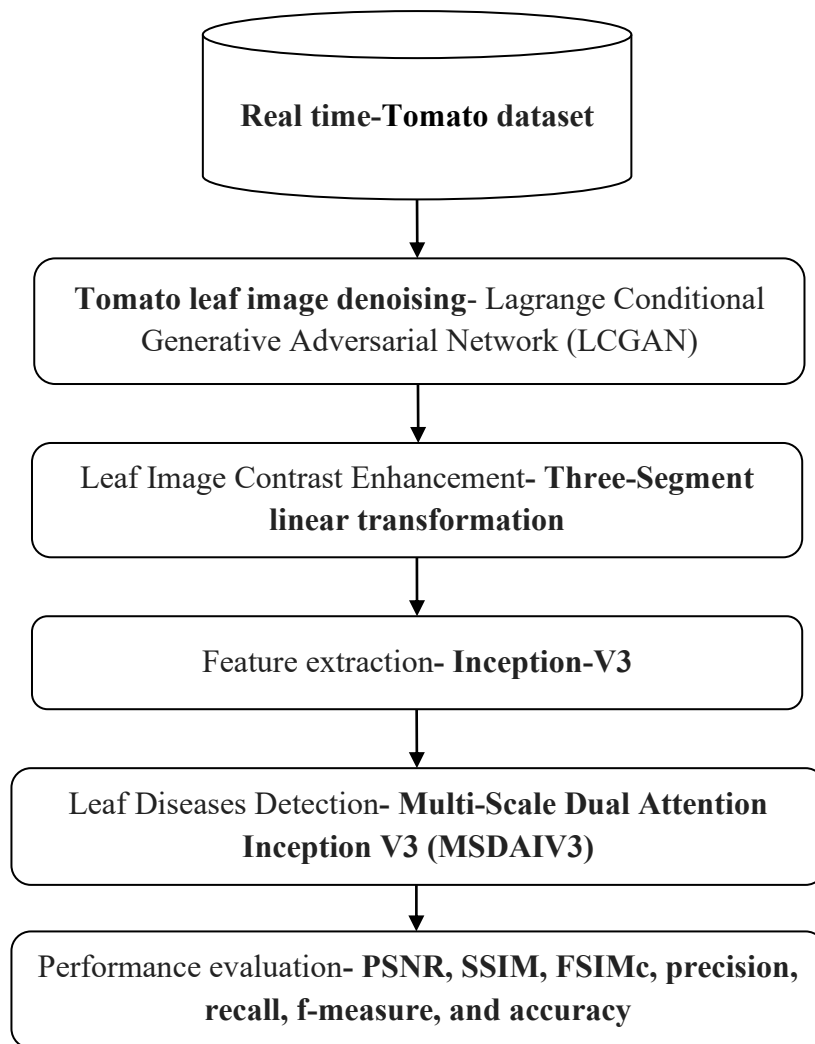 Real time-Tomato dataset
Tomato leaf image denoising- Lagrange Conditional
Generative Adversarial Network (LCGAN)
Leaf Image Contrast Enhancement- Three-Segment
linear transformation
Feature extraction- Inception-V3
Leaf Diseases Detection- Multi-Scale Dual Attention
Inception V3 (MSDAIV3)
Performance evaluation- PSNR, SSIM, FSIMc, precision,
recall, f-measure, and accuracy